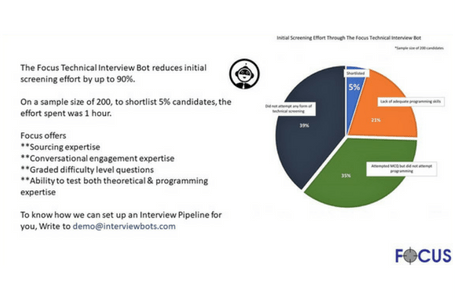 Initial Screening Effort Through The Focus Technical Interview Bot
*Sample size of 200 candidates
The Focus Technical Interview Bot reduces initial
screening effort by up to 90%.
On a sample size of 200, to shortlist 5% candidates, the
effort spent was 1 hour.
Focus offers
**Sourcing expertise
**Conversational engagement expertise
**Graded difficulty level questions
**Ability to test both theoretical & programming
expertise
To know how we can set up an Interview Pipeline for
you, Write to demo@interviewbots.com
Shortlisted
5%
Lack of adequate programming skills
21%
Did not attempt any form of
technical screening
39%
Attempted MCQ but did not attempt
programming
35%
FOCUS